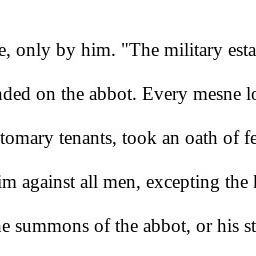 e, only by him. "The military esta
nded on the abbot. Every mesne lo
tomary tenants, took an oath of fe
im against all men, excepting the
e summons of the abbot, or his st